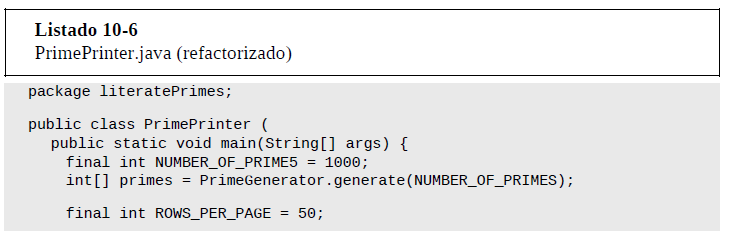 Listado 10-6
PrimePrinter.java (refactorizado)
package literatePrimes;
public class PrimePrinter (
public static void main(String[] args) {
final int NUMBER_OF_PRIME5 = 1000;
int[] primes = PrimeGenerator.generate(NUMBER_OF_PRIMES);
final int ROWS_PER_PAGE = 50;